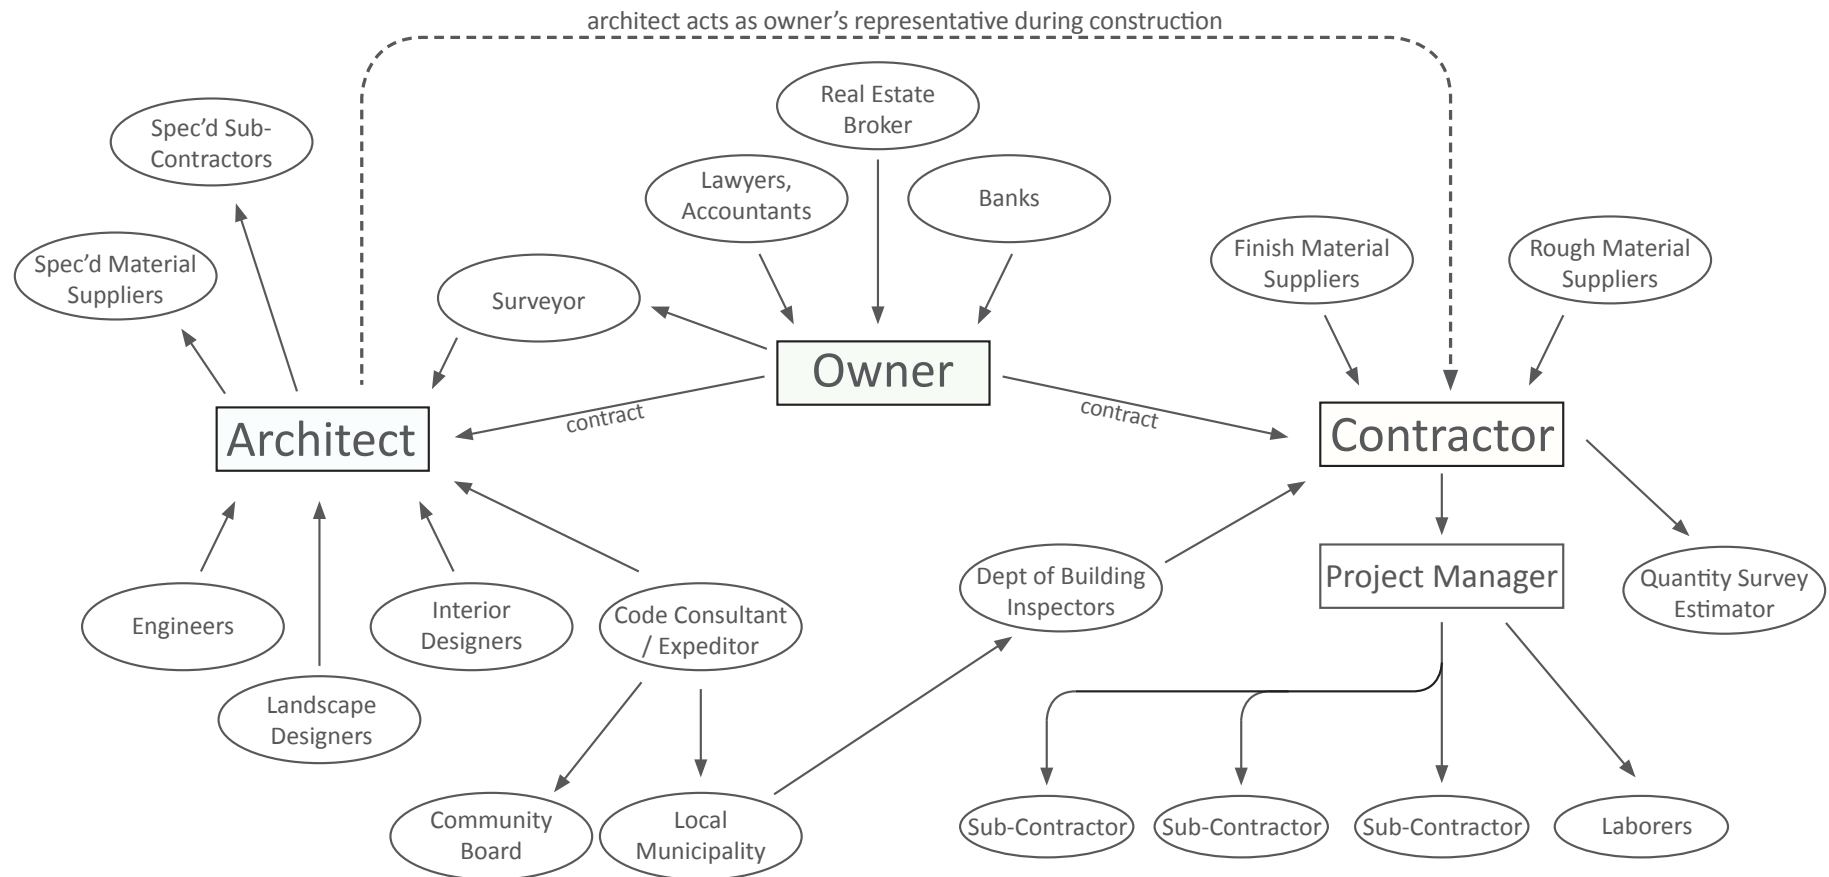 architect acts as owner’s representative during construction
Real Estate
Broker
Spec’d Sub-
Contractors
Lawyers,
Accountants
Banks
Finish Material
Suppliers
Rough Material
Suppliers
Spec’d Material
Suppliers
Surveyor
Owner
contract
contract
Architect
Contractor
Engineers
Landscape
Designers
Interior
Designers
Code Consultant
/ Expeditor
Dept of Building
Inspectors
Project Manager
Quantity Survey
Estimator
Community
Board
Local
Municipality
Sub-Contractor
Sub-Contractor
Sub-Contractor
Laborers